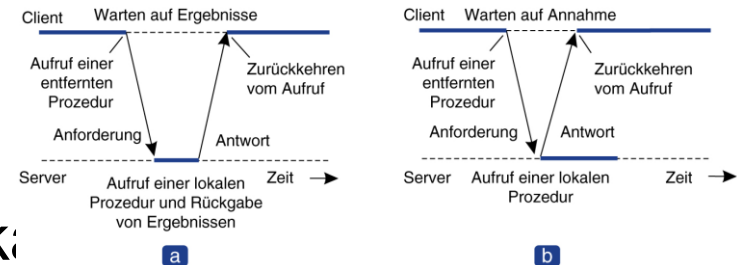 Client Warten auf Ergebnisse
Aufruf einer
entfernten
Prozedur
Zurückkehren
vom Aufruf
Anforderung
Antwort
Server
Aufruf einer lokalen
Prozedur und Rückgabe
von Ergebnissen
Zeit
a
Client Warten auf Annahme
Aufruf einer
entfernten
Prozedur
Zurückkehren
vom Aufruf
Anforderung
Antwort
Server
Aufruf einer lokalen
Prozedur
Zeit
b